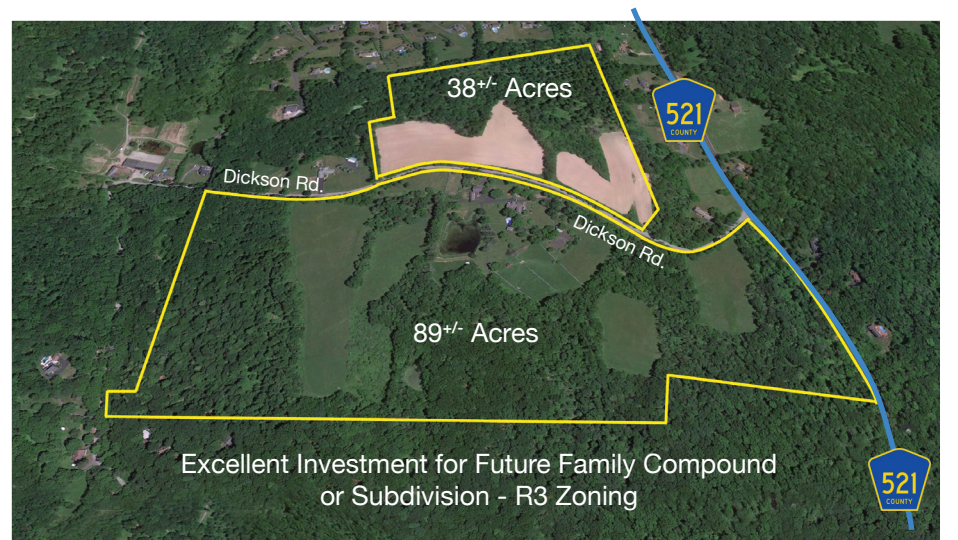 38+/- Acres
521
COUNTY
Dickson Rd.
Dickson Rd.
89+/- Acres
Excellent Investment for Future Family Compound
or Subdivision - R3 Zoning
521
COUNTY